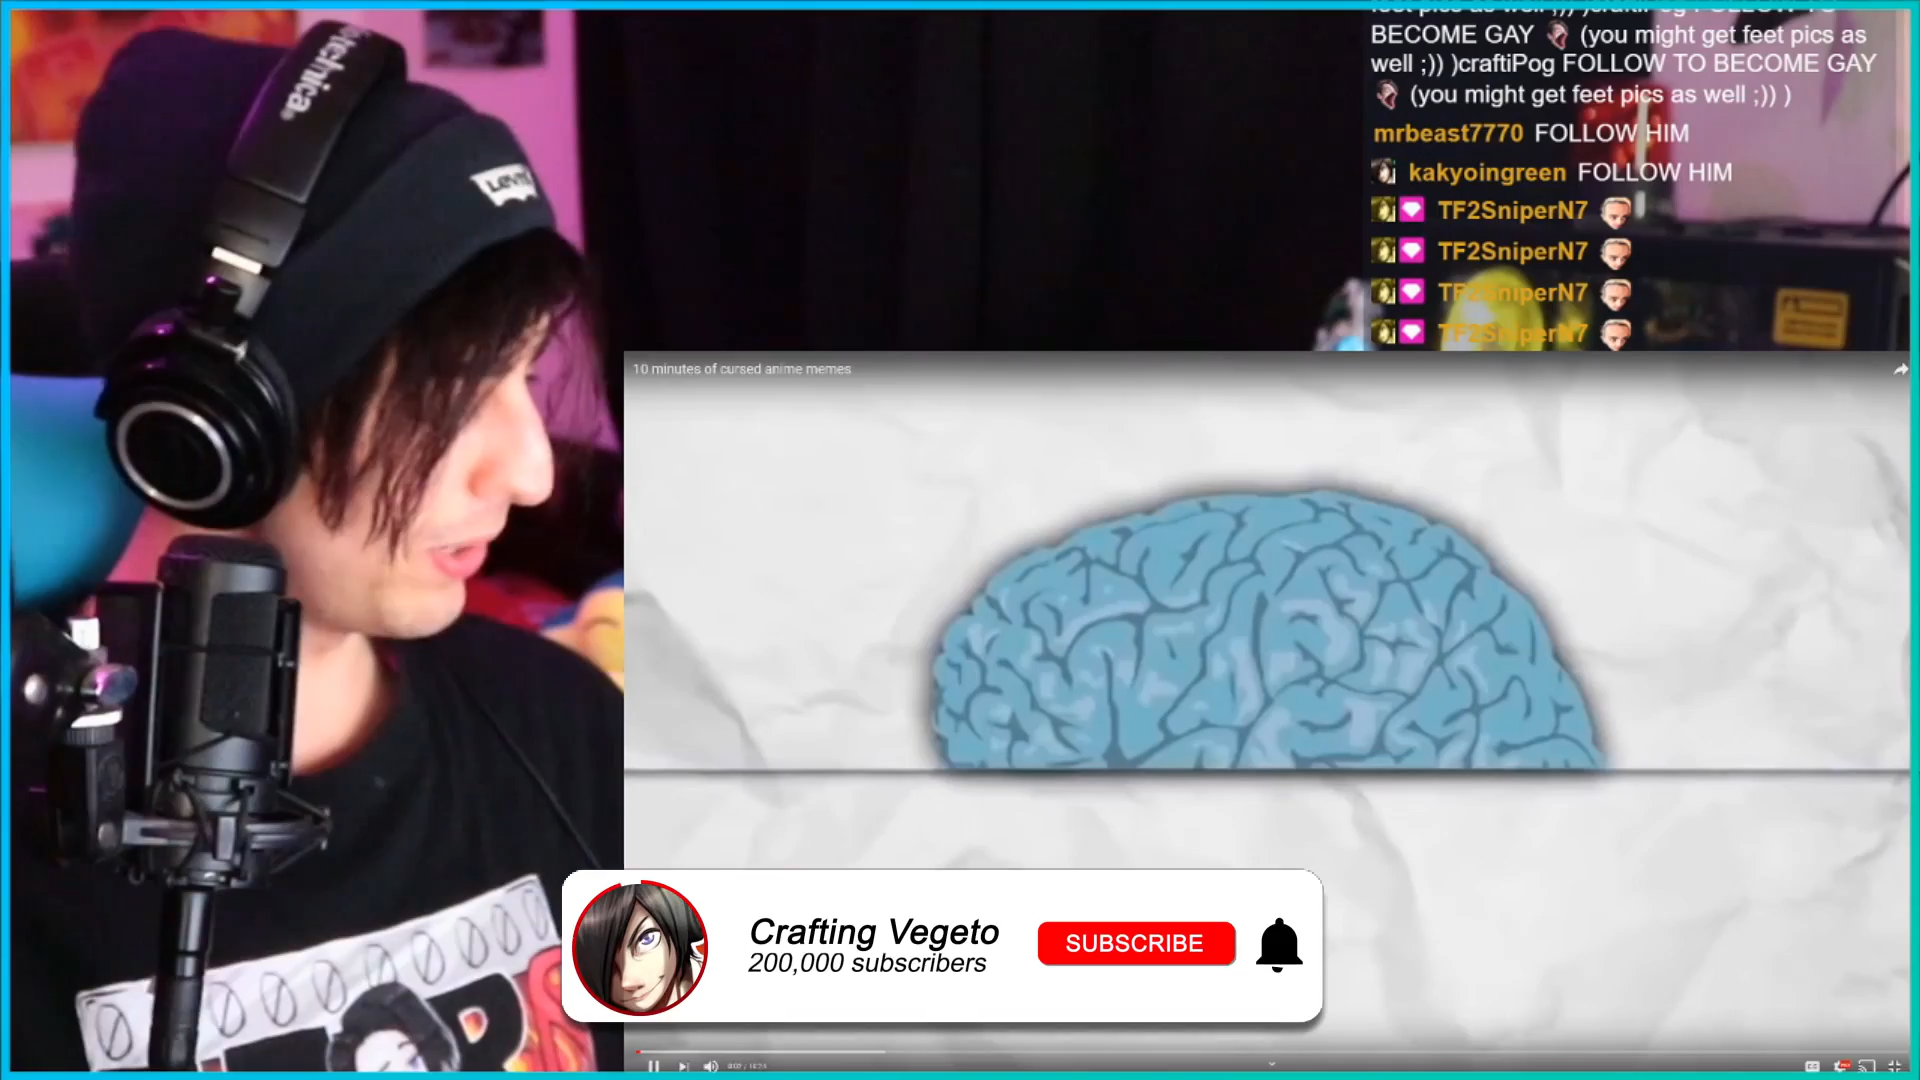 BECOME GAY (you might get feet pics as
well ;)) )craftiPog FOLLOW TO BECOME GAY
(you might get feet pics as well ;)) )
mrbeast7770 FOLLOW HIM
kakyoingreen FOLLOW HIM
TF2SniperN7
TF2SniperN7
TF2SniperN7
TF2SniperN7
Levi's
10 minutes of cursed anime memes
Crafting Vegeto
200,000 subscribers
SUBSCRIBE